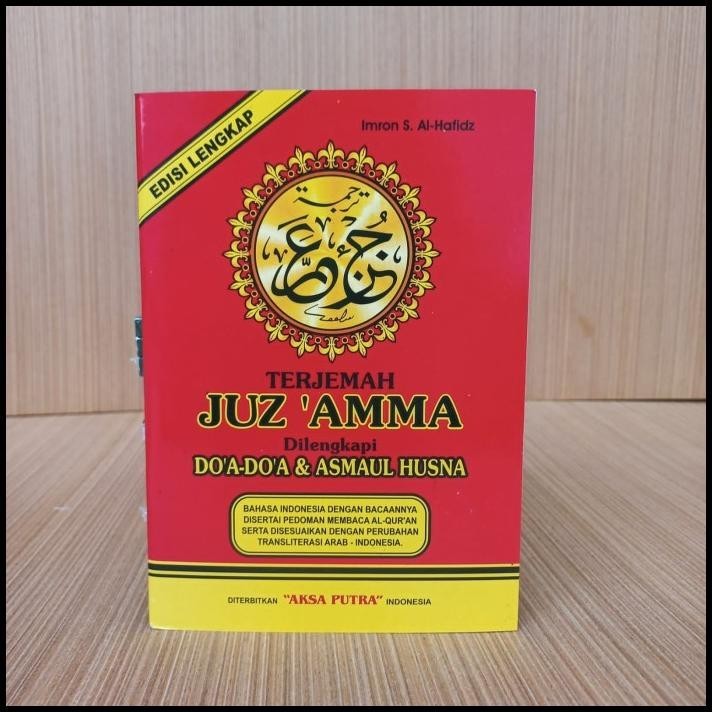 EDISI LENGKAP
Imron S. Al-Hafidz
ترجمة
جزء عم
TERJEMAH
JUZ 'AMMA
Dilengkapi
DO'A-DO'A & ASMAUL HUSNA
BAHASA INDONESIA DENGAN BACAANNYA
DISERTAI PEDOMAN MEMBACA AL-QUR'AN
SERTA DISESUAIKAN DENGAN PERUBAHAN
TRANSLITERASI ARAB - INDONESIA.
DITERBITKAN "AKSA PUTRA" INDONESIA